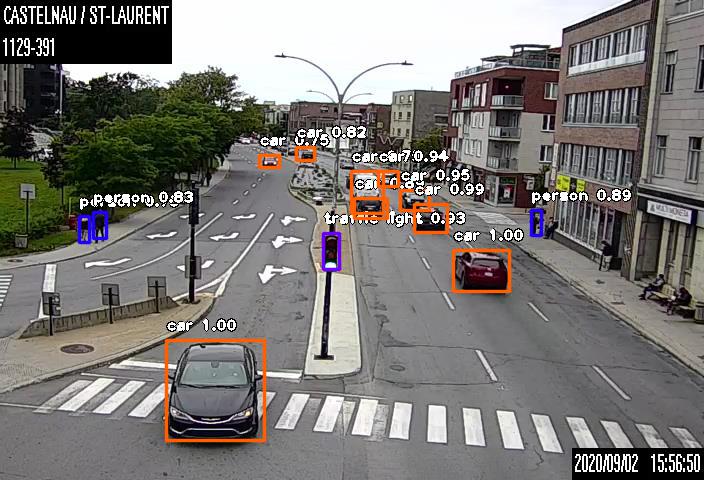 CASTELNAU / ST-LAURENT
1129-391
car 0.82
car 0.75
0.94
car 0.95
car 0.99
person 0.83
person 0.89
traffic light 0.93
car 1.00
car 1.00
2020/09/02 15:56:50